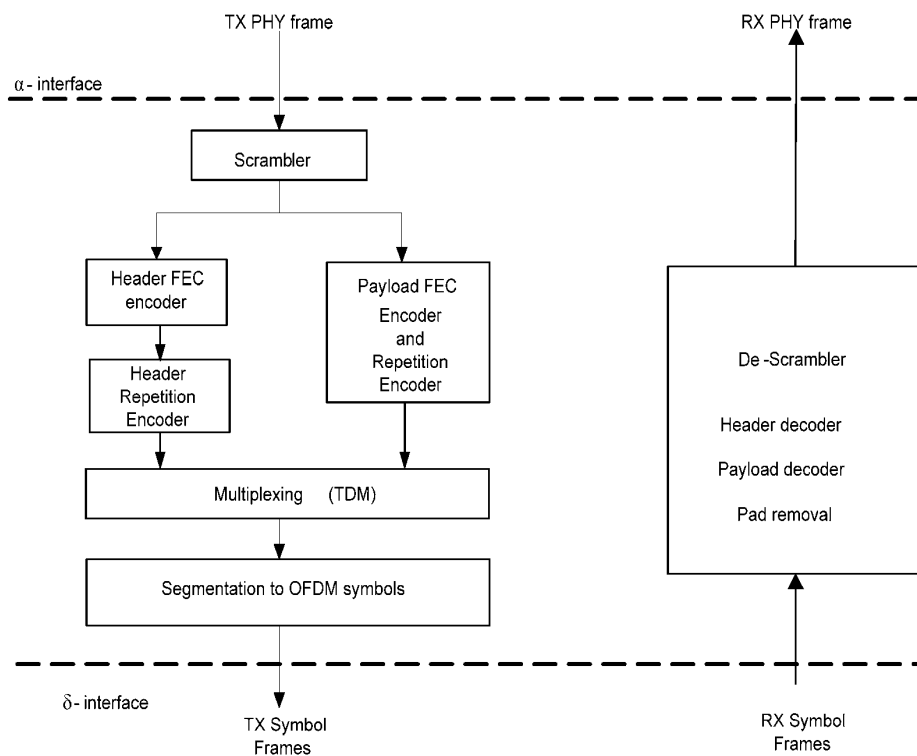 TX PHY frame
RX PHY frame
α - interface
Scrambler
Header FEC
encoder
Payload FEC
Encoder
and
Repetition
Encoder
Header
Repetition
Encoder
De -Scrambler
Header decoder
Payload decoder
Pad removal
Multiplexing (TDM)
Segmentation to OFDM symbols
δ - interface
TX Symbol
Frames
RX Symbol
Frames